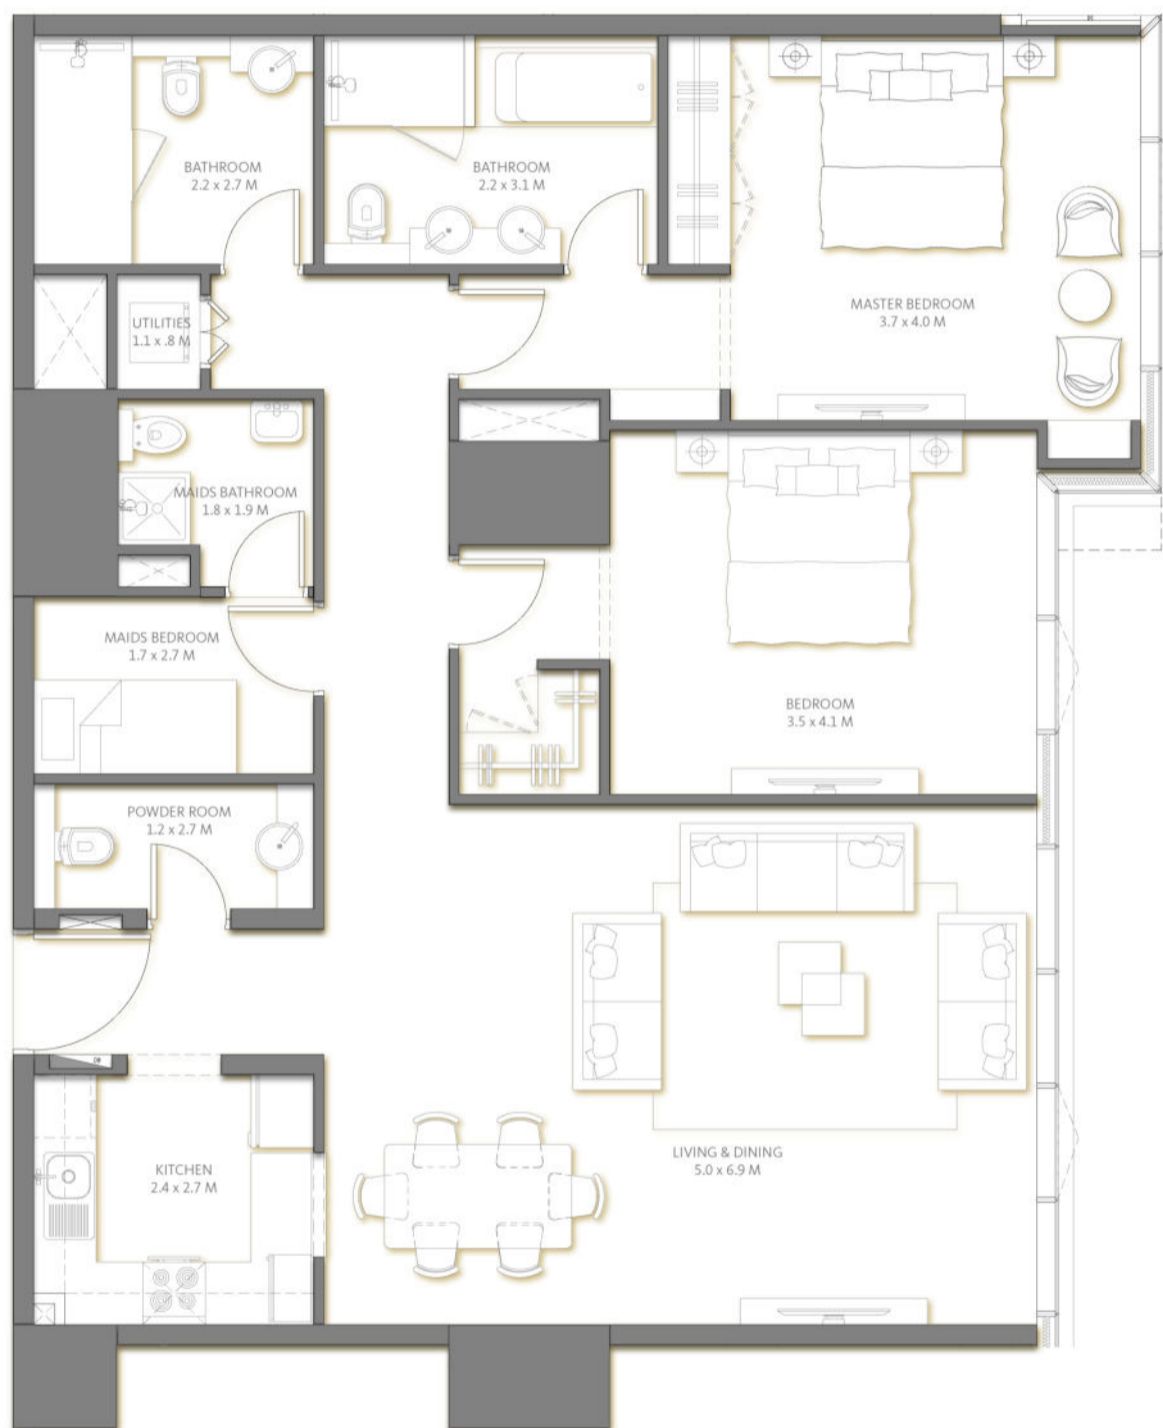 BATHROOM
2.2 x 2.7 M
BATHROOM
2.2 x 3.1 M
MASTER BEDROOM
3.7 x 4.0 M
UTILITIES
1.1 x .8 M
MAIDS BATHROOM
1.8 x 1.9 M
MAIDS BEDROOM
1.7 x 2.7 M
BEDROOM
3.5 x 4.1 M
POWDER ROOM
1.2 x 2.7 M
LIVING & DINING
5.0 x 6.9 M
KITCHEN
2.4 x 2.7 M